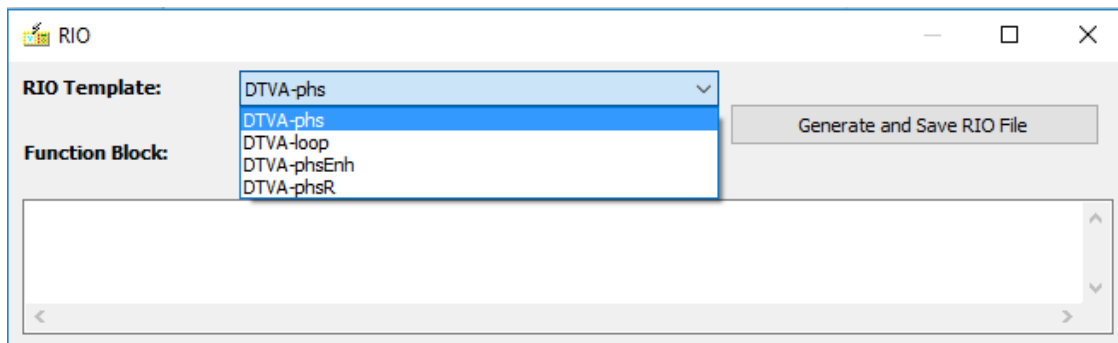 RIO
RIO Template:
DTVA-phs
DTVA-phs
DTVA-loop
DTVA-phsEnh
DTVA-phsR
Generate and Save RIO File
Function Block: